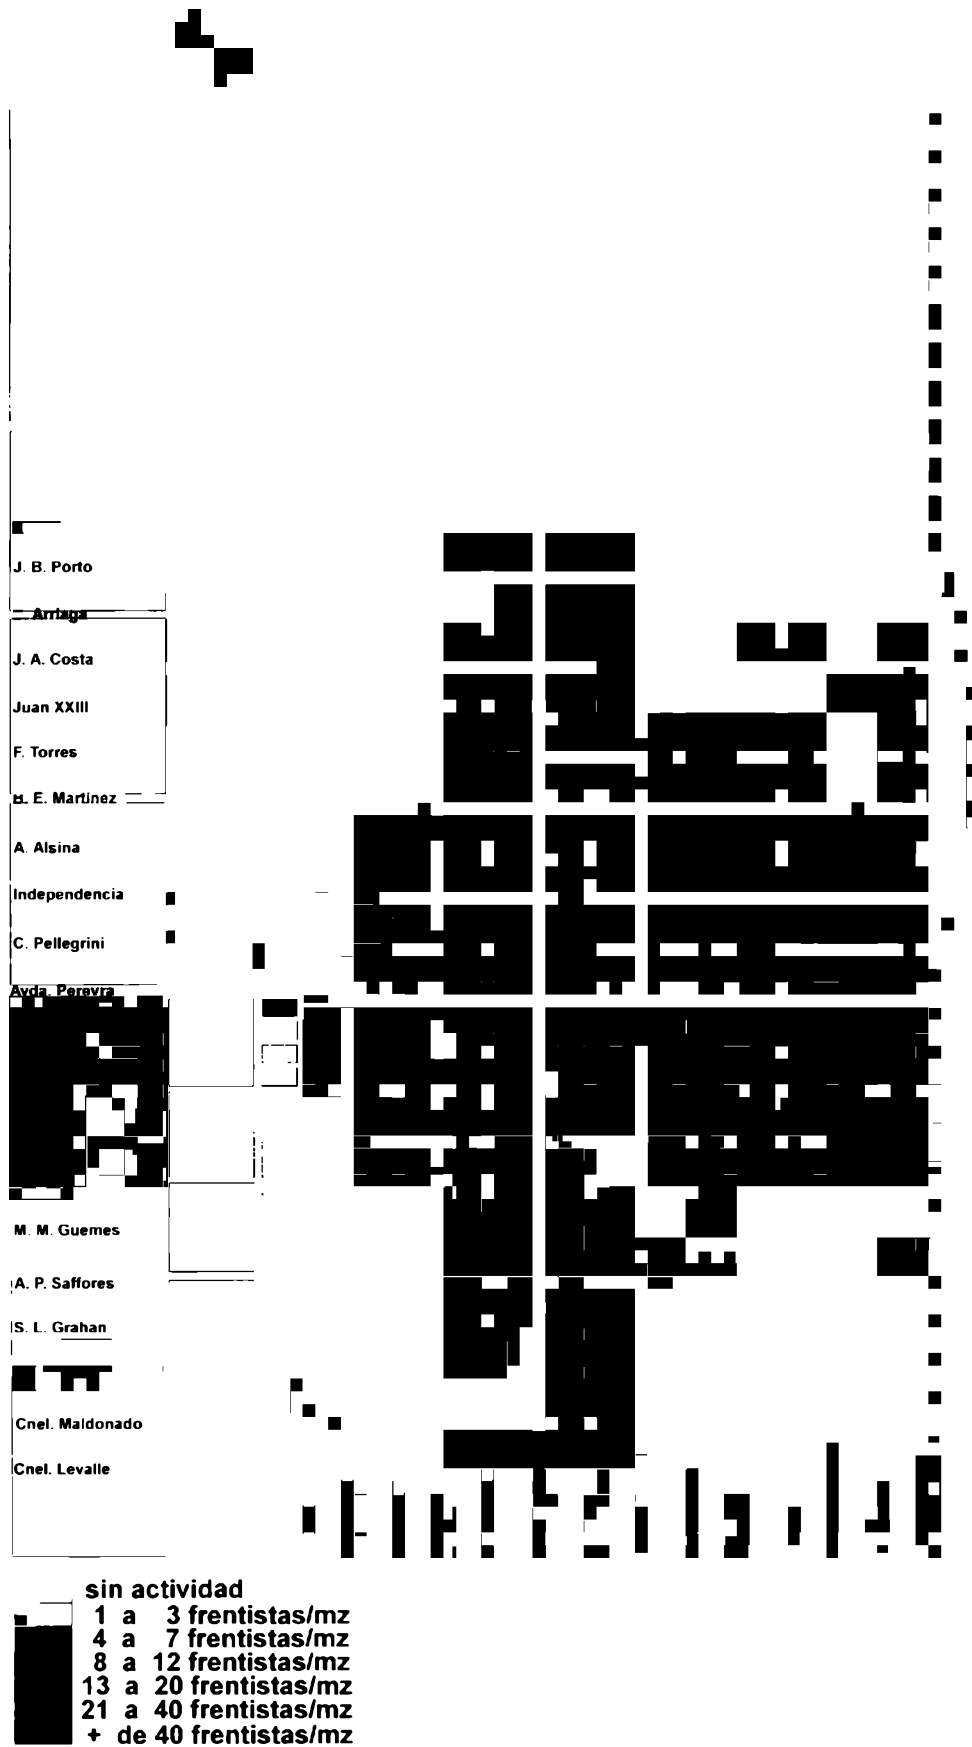 J. B. Porto
Arriaga
J. A. Costa
Juan XXIII
F. Torres
B. E. Martinez
A. Alsina
Independencia
C. Pellegrini
Avda. Pereyra
M. M. Guemes
A. P. Saffores
S. L. Grahan
Cnel. Maldonado
Cnel. Levalle
sin actividad
1 a 3 frentistas/mz
4 a 7 frentistas/mz
8 a 12 frentistas/mz
13 a 20 frentistas/mz
21 a 40 frentistas/mz
+ de 40 frentistas/mz